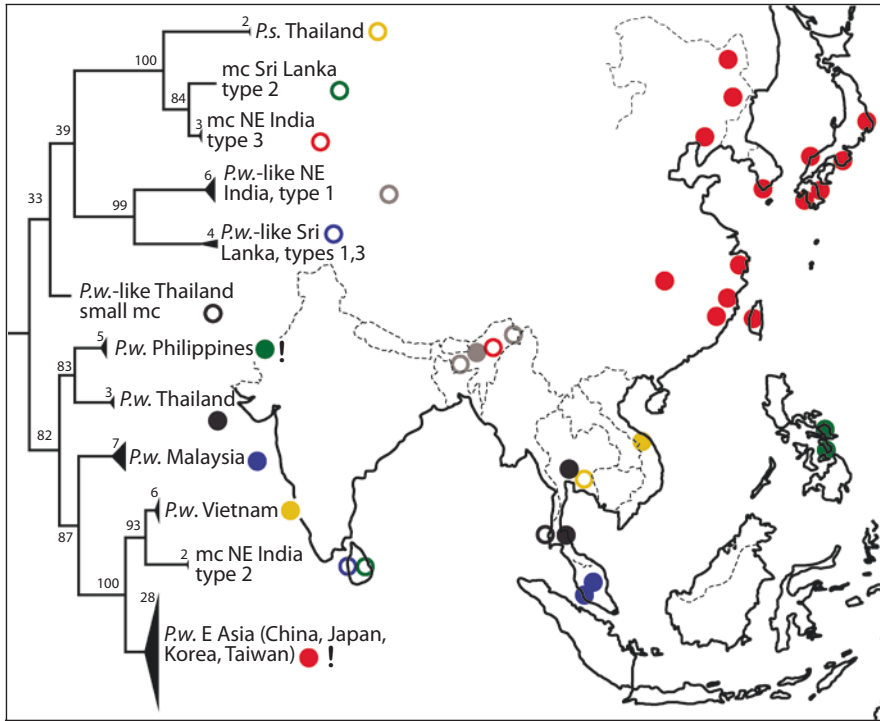 2
P.s. Thailand
100
mc Sri Lanka
type 2
84
3
mc NE India
type 3
39
6
P.w.-like NE
India, type 1
99
4
P.w.-like Sri
Lanka, types 1,3
33
P.w.-like Thailand
small mc
5
P.w. Philippines !
83
3
P.w. Thailand
82
7
P.w. Malaysia
6
P.w. Vietnam
93
87
2
mc NE India
type 2
100
28
P.w. E Asia (China, Japan,
Korea, Taiwan) !